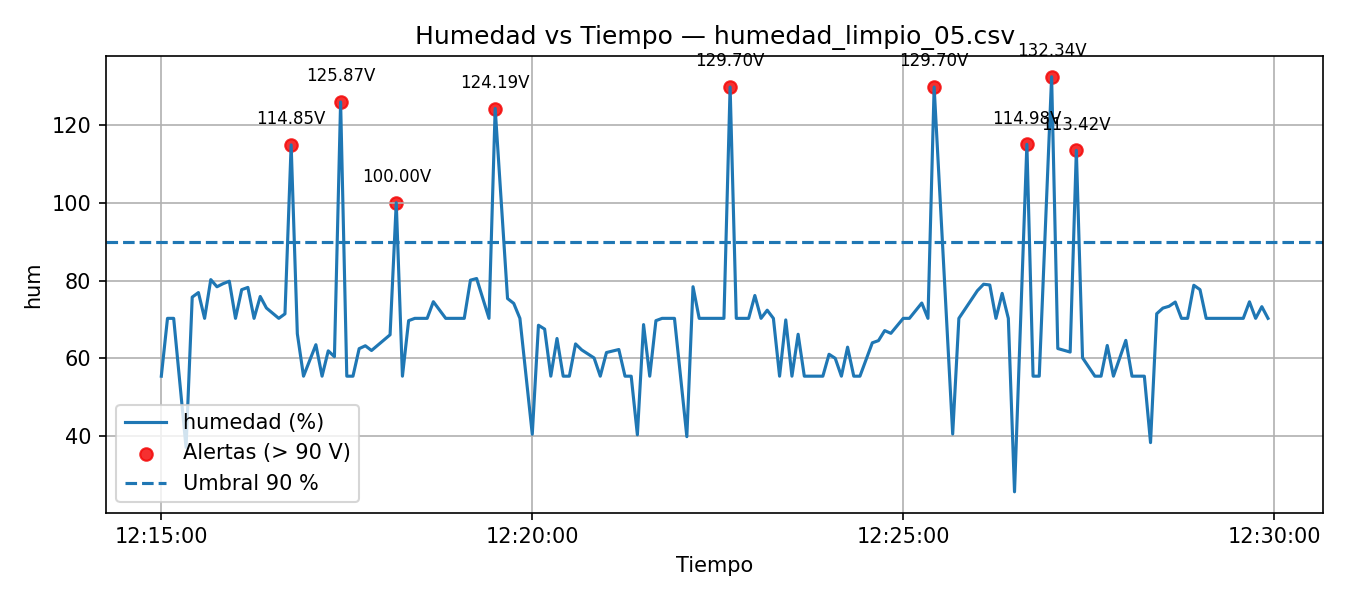 Humedad vs Tiempo — humedad_limpio_05.csv
132.34V
129.70V
129.70V
125.87V
124.19V
114.85V
114.98V
113.42V
100.00V
120
100
80
60
40
hum
humedad (%)
Alertas (> 90 V)
Umbral 90 %
12:15:00
12:20:00
12:25:00
12:30:00
Tiempo